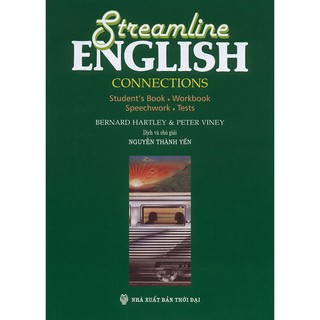 Streamline
ENGLISH
CONNECTIONS
Student's Book • Workbook
Speechwork • Tests
BERNARD HARTLEY & PETER VINEY
Dịch và chú giải
NGUYỄN THÀNH YẾN
NHÀ XUẤT BẢN THỜI ĐẠI